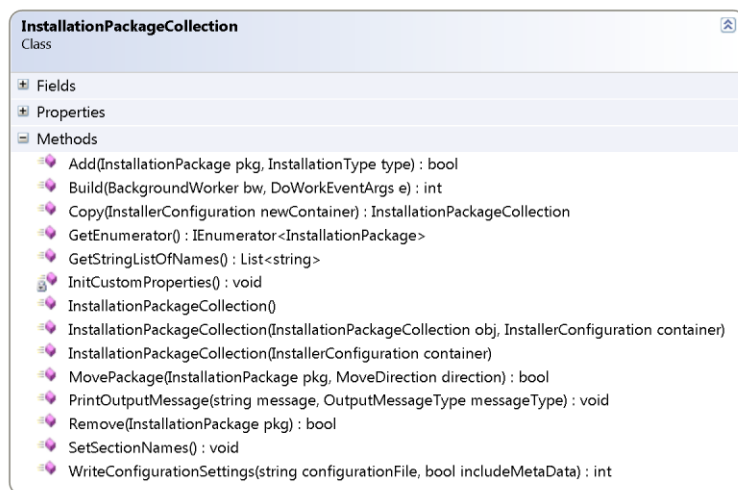 InstallationPackageCollection
Class
Fields
Properties
Methods
Add(InstallationPackage pkg, InstallationType type) : bool
Build(BackgroundWorker bw, DoWorkEventArgs e) : int
Copy(InstallerConfiguration newContainer) : InstallationPackageCollection
GetEnumerator() : IEnumerator<InstallationPackage>
GetStringListOfNames() : List<string>
InitCustomProperties() : void
InstallationPackageCollection()
InstallationPackageCollection(InstallationPackageCollection obj, InstallerConfiguration container)
InstallationPackageCollection(InstallerConfiguration container)
MovePackage(InstallationPackage pkg, MoveDirection direction) : bool
PrintOutputMessage(string message, OutputMessageType messageType) : void
Remove(InstallationPackage pkg) : bool
SetSectionNames() : void
WriteConfigurationSettings(string configurationFile, bool includeMetaData) : int